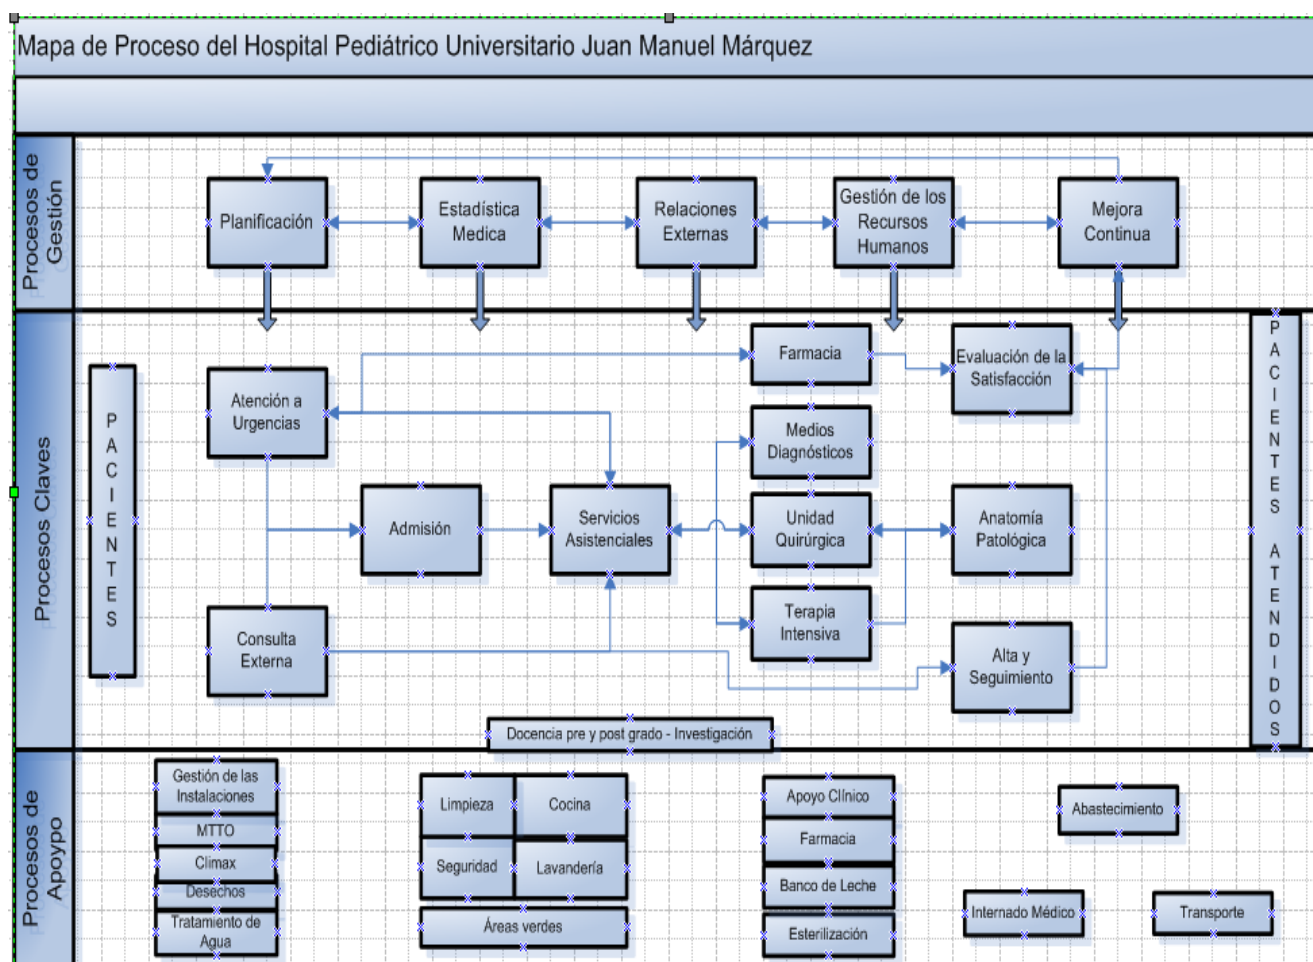 Mapa de Proceso del Hospital Pediátrico Universitario Juan Manuel Márquez
Procesos de
Gestión
Planificación
Estadística
Medica
Relaciones
Externas
Gestión de los
Recursos
Humanos
Mejora
Continua
Procesos Claves
PACIENTES
Atención a
Urgencias
Admisión
Consulta
Externa
Servicios
Asistenciales
Farmacia
Medios
Diagnósticos
Unidad
Quirúrgica
Terapia
Intensiva
Evaluación de la
Satisfacción
Anatomía
Patológica
Alta y
Seguimiento
PACIENTES ATENDIDOS
Docencia pre y post grado - Investigación
Procesos de
Apoypo
Gestión de las
Instalaciones
MTTO
Climax
Desechos
Tratamiento de
Agua
Limpieza
Cocina
Seguridad
Lavandería
Áreas verdes
Apoyo Clínico
Farmacia
Banco de Leche
Esterilización
Abastecimiento
Internado Médico
Transporte